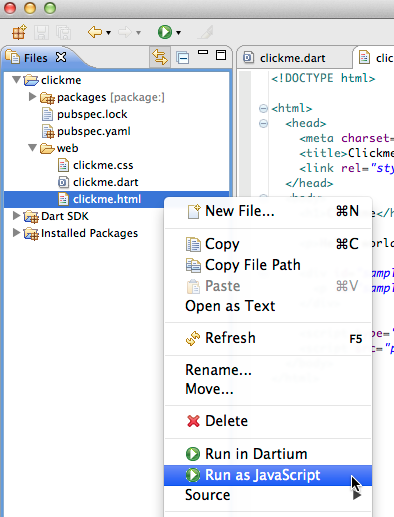 Files
clickme.dart
clic
clickme
packages [package:]
pubspec.lock
pubspec.yaml
web
clickme.css
clickme.dart
clickme.html
Dart SDK
Installed Packages
<!DOCTYPE html>
<html>
<head>
<meta charset=
<title>Clickme
<link rel="sty
</head>
New File... ⌘N
Copy ⌘C
Copy File Path
Paste ⌘V
Open as Text
Refresh F5
Rename...
Move...
Delete
Run in Dartium
Run as JavaScript
Source